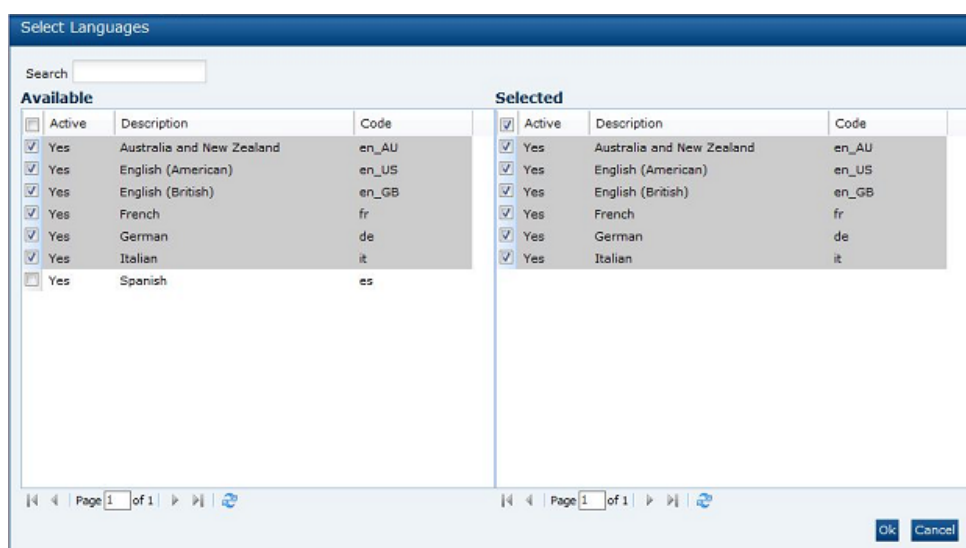 Select Languages
Search
Available
Active Description Code
Yes Australia and New Zealand en_AU
Yes English (American) en_US
Yes English (British) en_GB
Yes French fr
Yes German de
Yes Italian it
Yes Spanish es
Page 1 of 1
Selected
Active Description Code
Yes Australia and New Zealand en_AU
Yes English (American) en_US
Yes English (British) en_GB
Yes French fr
Yes German de
Yes Italian it
Page 1 of 1
Ok Cancel